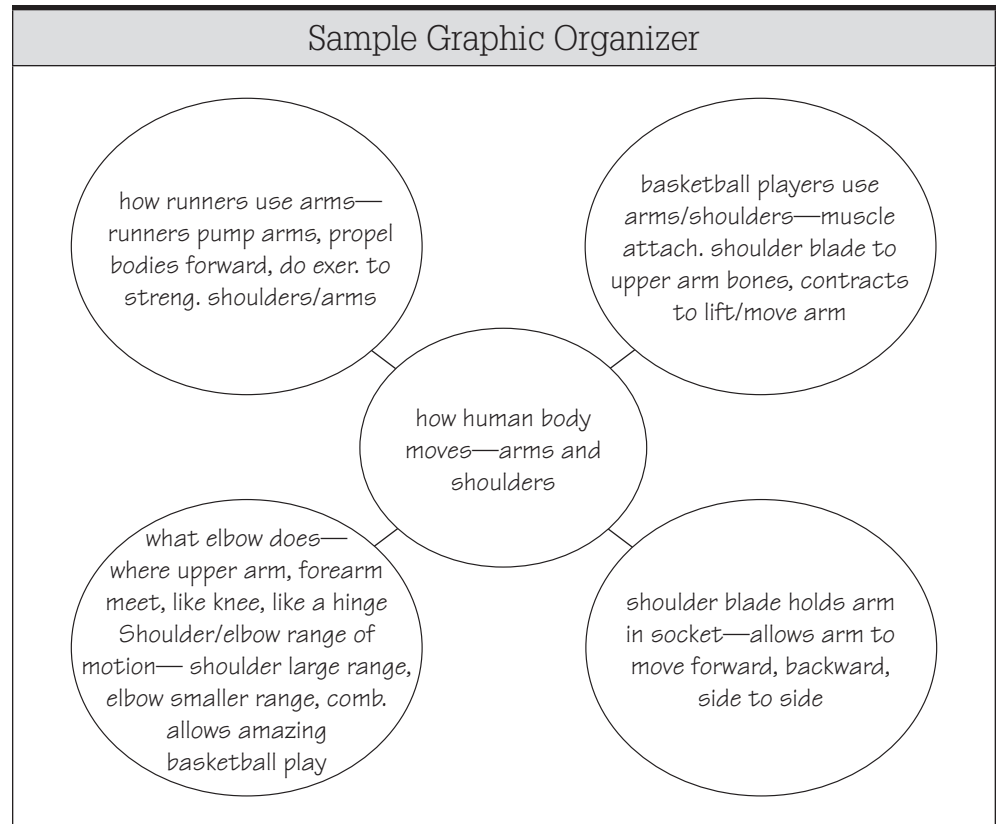 Sample Graphic Organizer
how runners use arms—
runners pump arms, propel
bodies forward, do exer. to
streng. shoulders/arms
basketball players use
arms/shoulders—muscle
attach. shoulder blade to
upper arm bones, contracts
to lift/move arm
how human body
moves—arms and
shoulders
what elbow does—
where upper arm, forearm
meet, like knee, like a hinge
Shoulder/elbow range of
motion— shoulder large range,
elbow smaller range, comb.
allows amazing
basketball play
shoulder blade holds arm
in socket—allows arm to
move forward, backward,
side to side